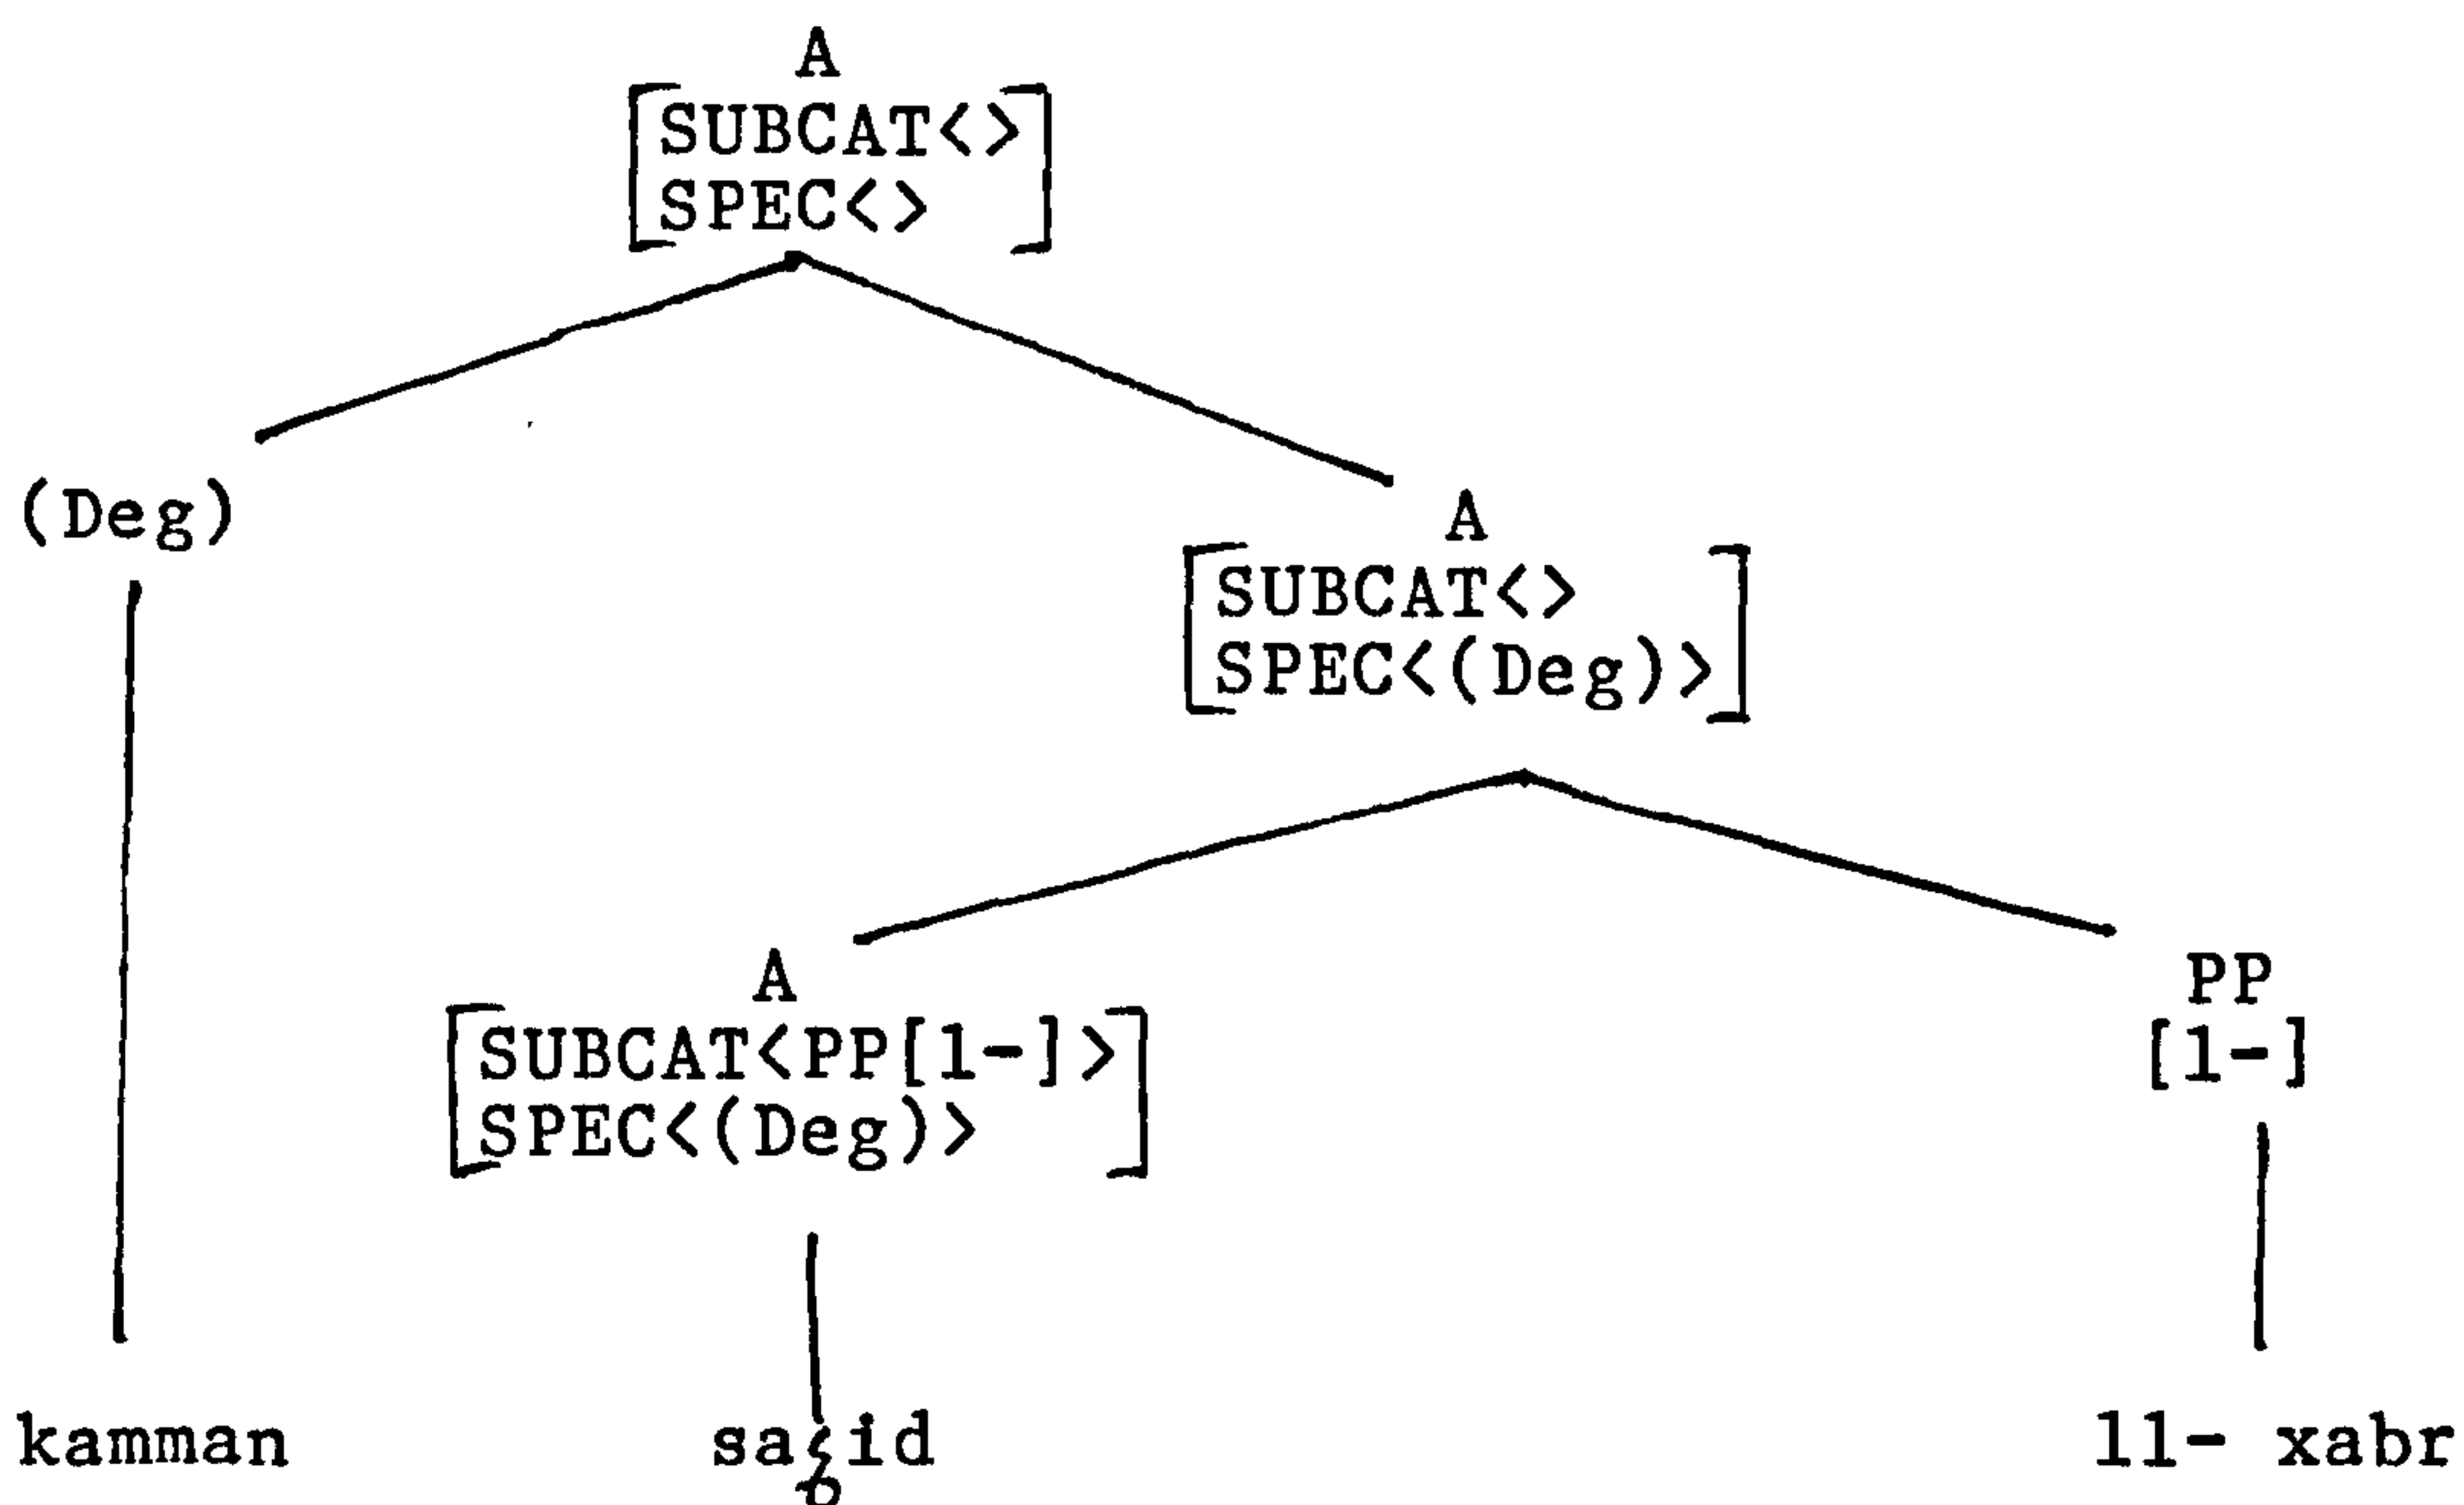 A
SUBCAT<>
SPEC<>
(Deg)
A
SUBCAT<>
SPEC<(Deg)>
A
SUBCAT<PP[l-]>
SPEC<(Deg)>
PP
[l-]
kamman saʕid ll- xabr